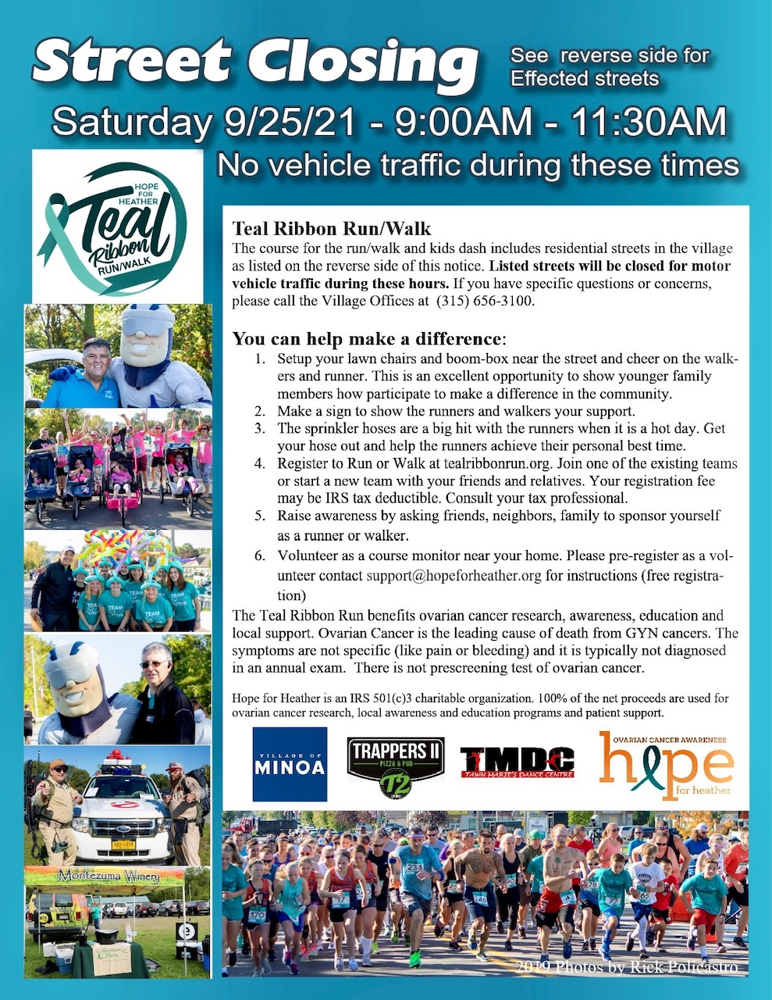 Street Closing
See reverse side for
Effected streets
Saturday 9/25/21 - 9:00AM - 11:30AM
No vehicle traffic during these times
HOPE
FOR
HEATHER
Teal
Ribbon
RUN/WALK
Teal Ribbon Run/Walk
The course for the run/walk and kids dash includes residential streets in the village
as listed on the reverse side of this notice. Listed streets will be closed for motor
vehicle traffic during these hours. If you have specific questions or concerns,
please call the Village Offices at (315) 656-3100.
You can help make a difference:
1. Setup your lawn chairs and boom-box near the street and cheer on the walk-
ers and runner. This is an excellent opportunity to show younger family
members how participate to make a difference in the community.
2. Make a sign to show the runners and walkers your support.
3. The sprinkler hoses are a big hit with the runners when it is a hot day. Get
your hose out and help the runners achieve their personal best time.
4. Register to Run or Walk at tealribbonrun.org. Join one of the existing teams
or start a new team with your friends and relatives. Your registration fee
may be IRS tax deductible. Consult your tax professional.
5. Raise awareness by asking friends, neighbors, family to sponsor yourself
as a runner or walker.
6. Volunteer as a course monitor near your home. Please pre-register as a vol-
unteer contact support@hopeforheather.org for instructions (free registra-
tion)
The Teal Ribbon Run benefits ovarian cancer research, awareness, education and
local support. Ovarian Cancer is the leading cause of death from GYN cancers. The
symptoms are not specific (like pain or bleeding) and it is typically not diagnosed
in an annual exam. There is not prescreening test of ovarian cancer.
Hope for Heather is an IRS 501(c)3 charitable organization. 100% of the net proceeds are used for
ovarian cancer research, local awareness and education programs and patient support.
VILLAGE OF
MINOA
TRAPPERS II
PIZZA & PUB
T2
TMDC
TAWN MARIE'S DANCE CENTRE
OVARIAN CANCER AWARENESS
hope
for heather
TEAM
TEAM
Montezuma Winery
234
170
17
246
43
78
77
65
2019 Photos by Rick Policastro